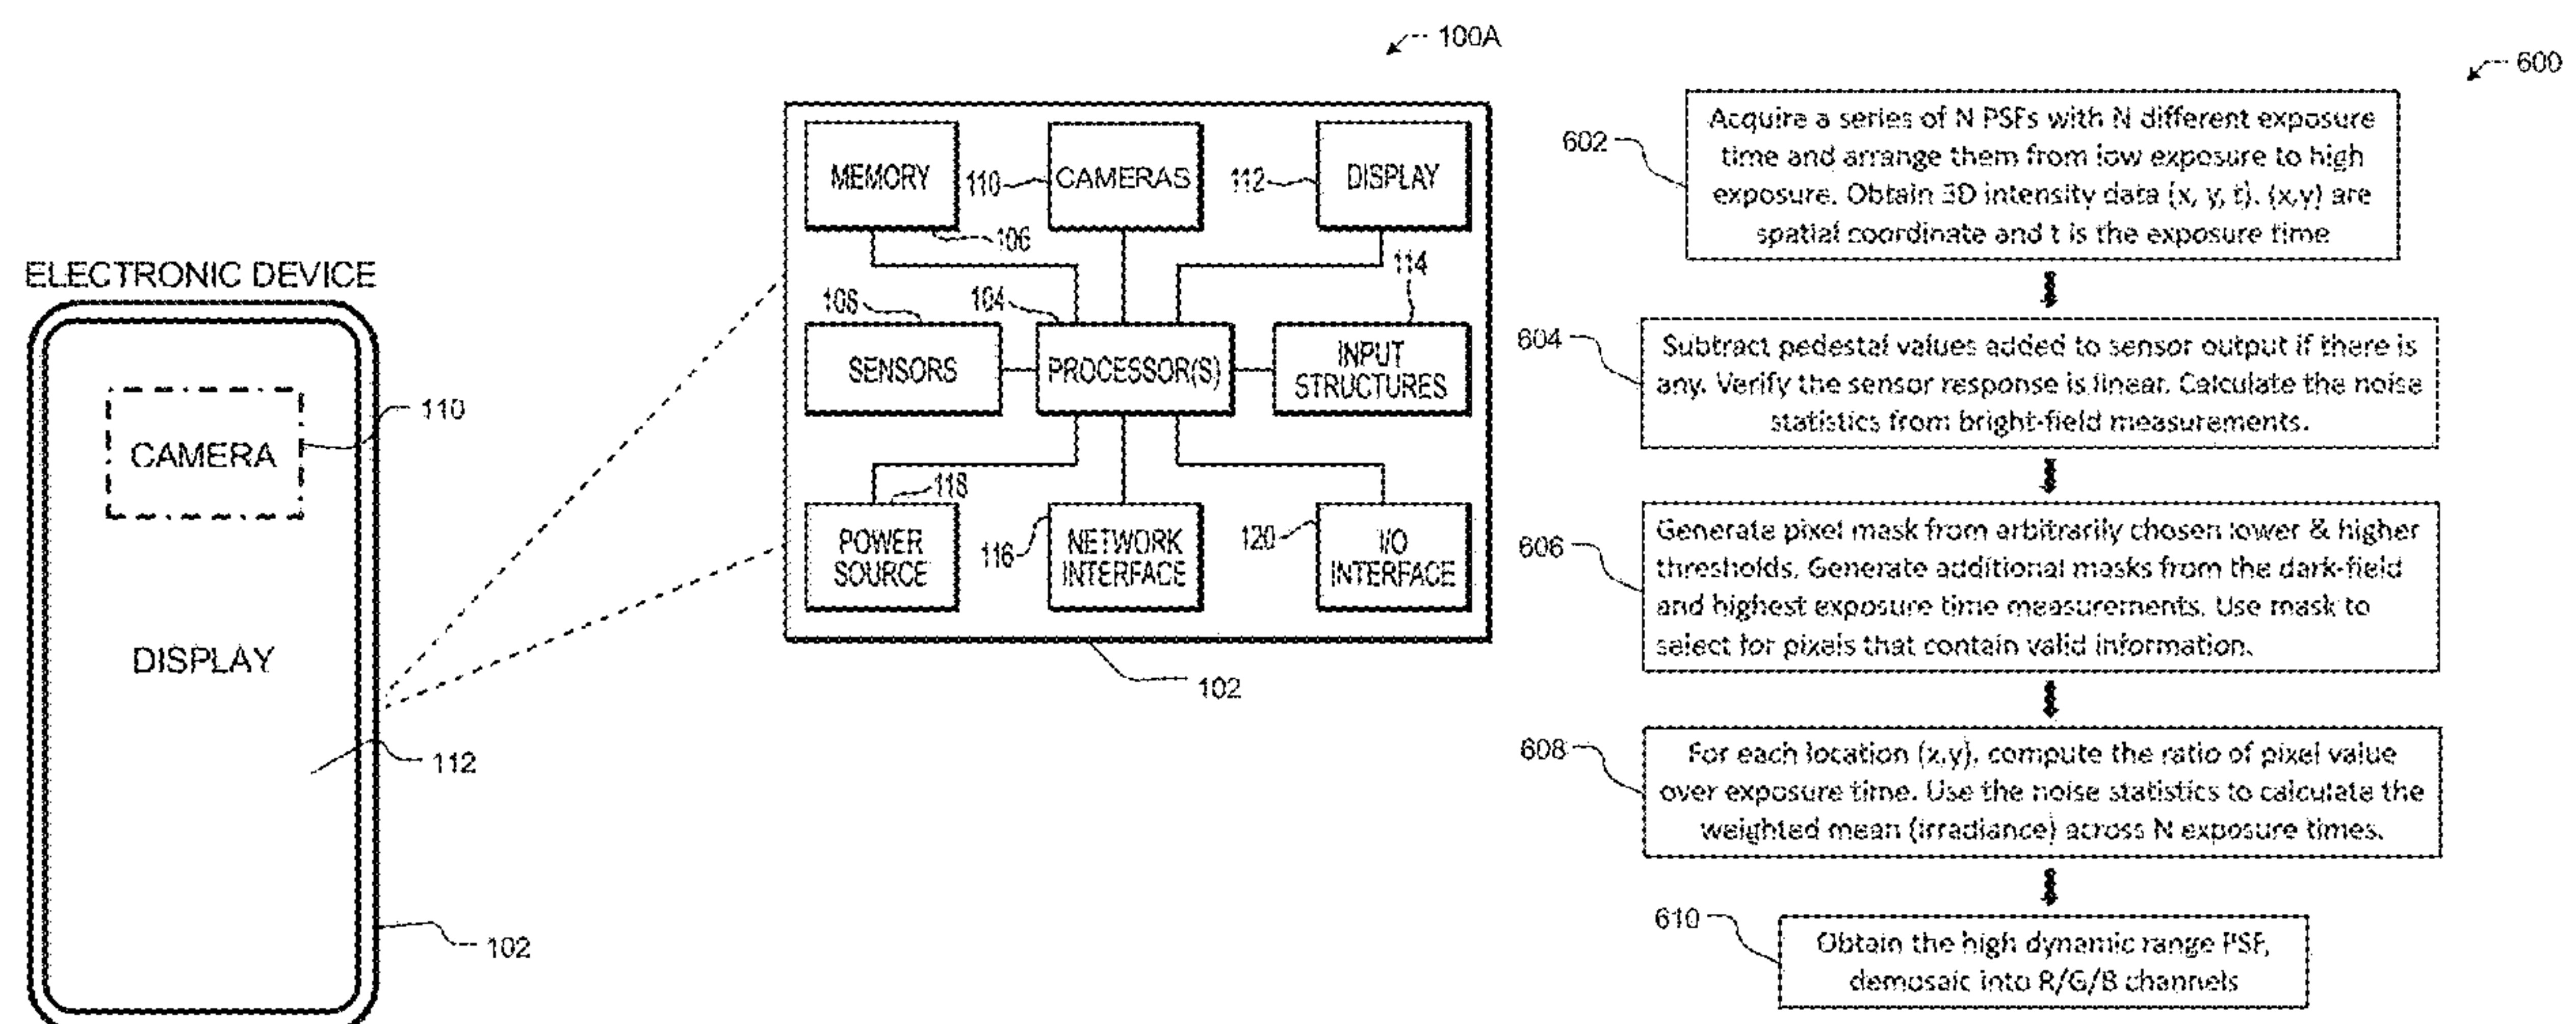 ELECTRONIC DEVICE
CAMERA
110
DISPLAY
112
102
100A
MEMORY
106
110
CAMERAS
112
DISPLAY
108
SENSORS
104
PROCESSOR(S)
114
INPUT
STRUCTURES
118
POWER
SOURCE
116
NETWORK
INTERFACE
120
I/O
INTERFACE
102
600
602
Acquire a series of N PSFs with N different exposure
time and arrange them from low exposure to high
exposure. Obtain 3D intensity data (x, y, t). (x,y) are
spatial coordinate and t is the exposure time
604
Subtract pedestal values added to sensor output if there is
any. Verify the sensor response is linear. Calculate the noise
statistics from bright-field measurements.
606
Generate pixel mask from arbitrarily chosen lower & higher
thresholds. Generate additional masks from the dark-field
and highest exposure time measurements. Use mask to
select for pixels that contain valid information.
608
For each location (x,y), compute the ratio of pixel value
over exposure time. Use the noise statistics to calculate the
weighted mean (irradiance) across N exposure times.
610
Obtain the high dynamic range PSF,
demosaic into R/G/B channels